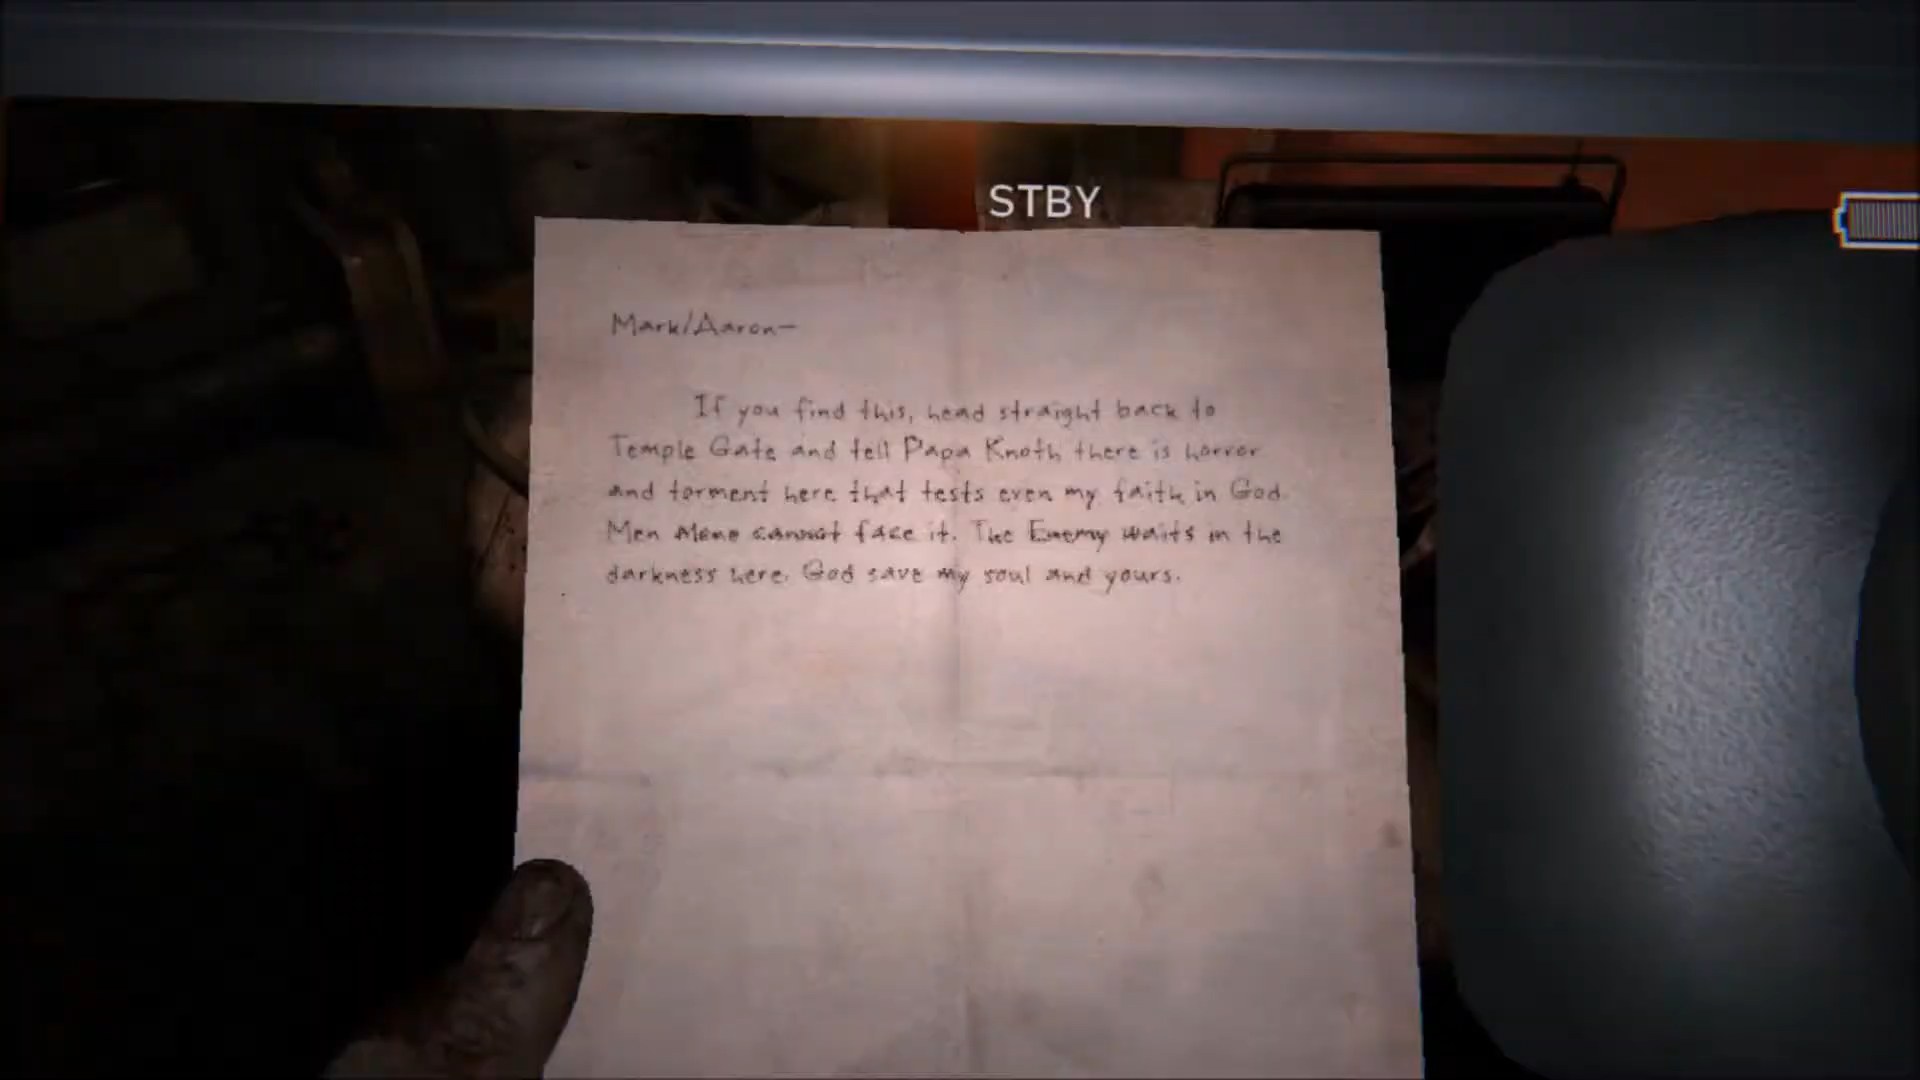 STBY
Mark/Aaron-
If you find this, head straight back to
Temple Gate and tell Papa Knoth there is horror
and torment here that tests even my faith in God.
Men alone cannot face it. The Enemy waits in the
darkness here. God save my soul and yours.